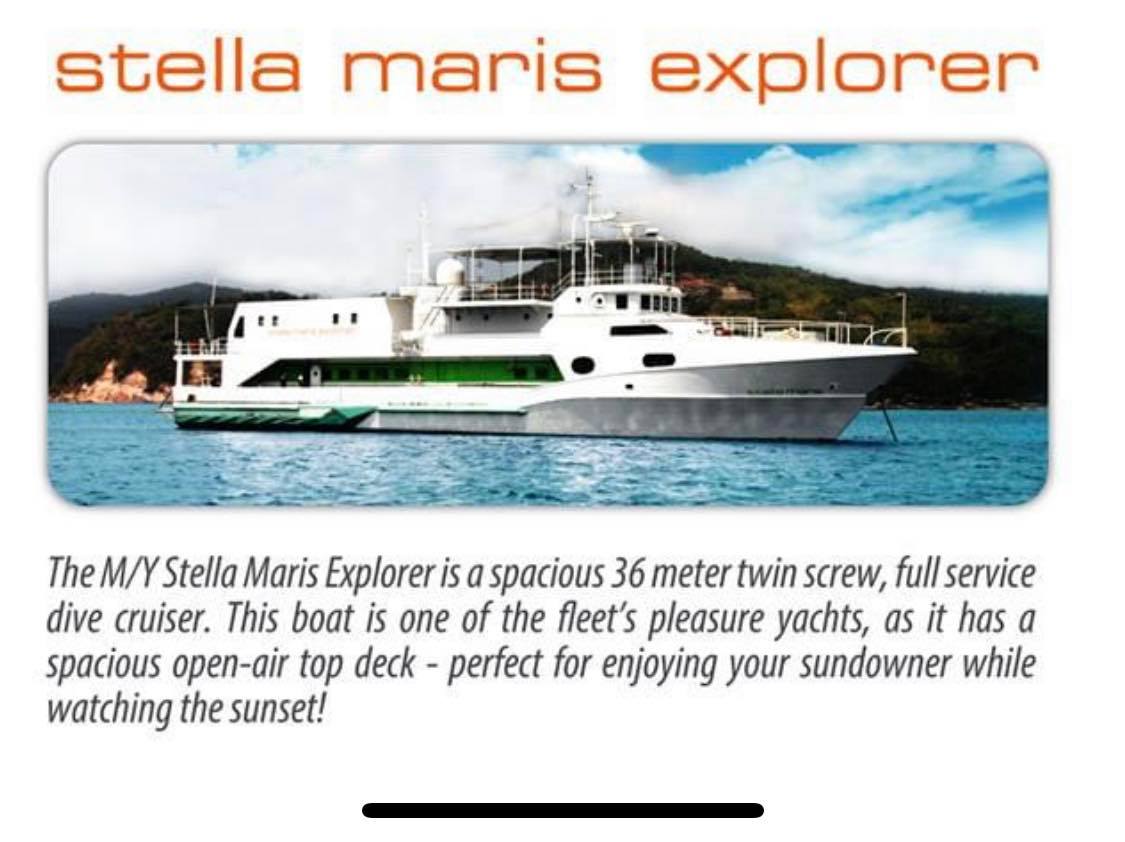 stella maris explorer
The M/Y Stella Maris Explorer is a spacious 36 meter twin screw, full service
dive cruiser. This boat is one of the fleet's pleasure yachts, as it has a
spacious open-air top deck - perfect for enjoying your sundowner while
watching the sunset!